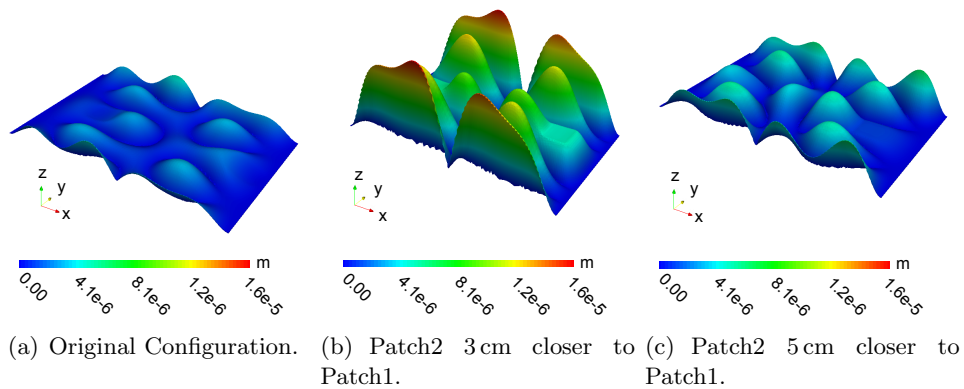 z
y
x
z
y
x
z
y
x
m
0.00 4.1e-6 8.1e-6 1.2e-6 1.6e-5
m
0.00 4.1e-6 8.1e-6 1.2e-6 1.6e-5
m
0.00 4.1e-6 8.1e-6 1.2e-6 1.6e-5
(a) Original Configuration.
(b) Patch2 3 cm closer to
Patch1.
(c) Patch2 5 cm closer to
Patch1.